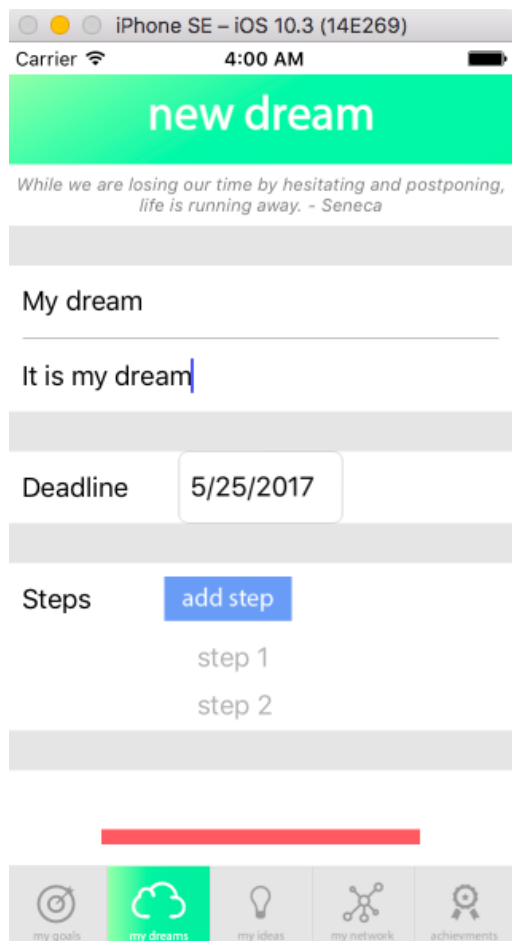 iPhone SE – iOS 10.3 (14E269)
Carrier 4:00 AM
new dream
While we are losing our time by hesitating and postponing,
life is running away. - Seneca
My dream
It is my dream
Deadline 5/25/2017
Steps add step
step 1
step 2
my goals my dreams my ideas my network achievments